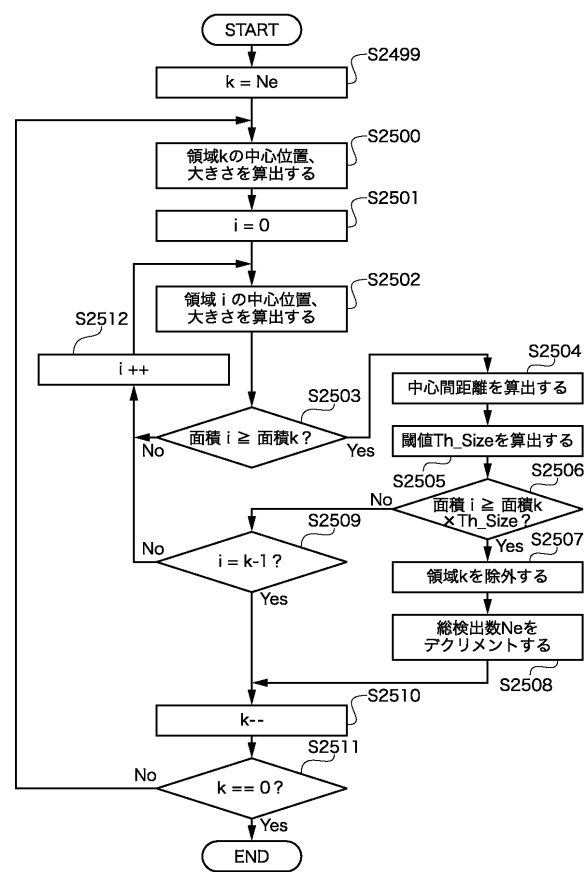 START
S2499
k = Ne
S2500
領域kの中心位置、
大きさを算出する
S2501
i = 0
S2502
領域 i の中心位置、
大きさを算出する
S2512
i ++
S2503
面積 i ≧ 面積k ?
No
Yes
S2504
中心間距離を算出する
閾値Th_Sizeを算出する
S2505
S2506
面積 i ≧ 面積k
×Th_Size ?
No
Yes
S2507
領域kを除外する
総検出数Neを
デクリメントする
S2508
S2509
i = k-1 ?
No
Yes
S2510
k--
S2511
k == 0 ?
No
Yes
END